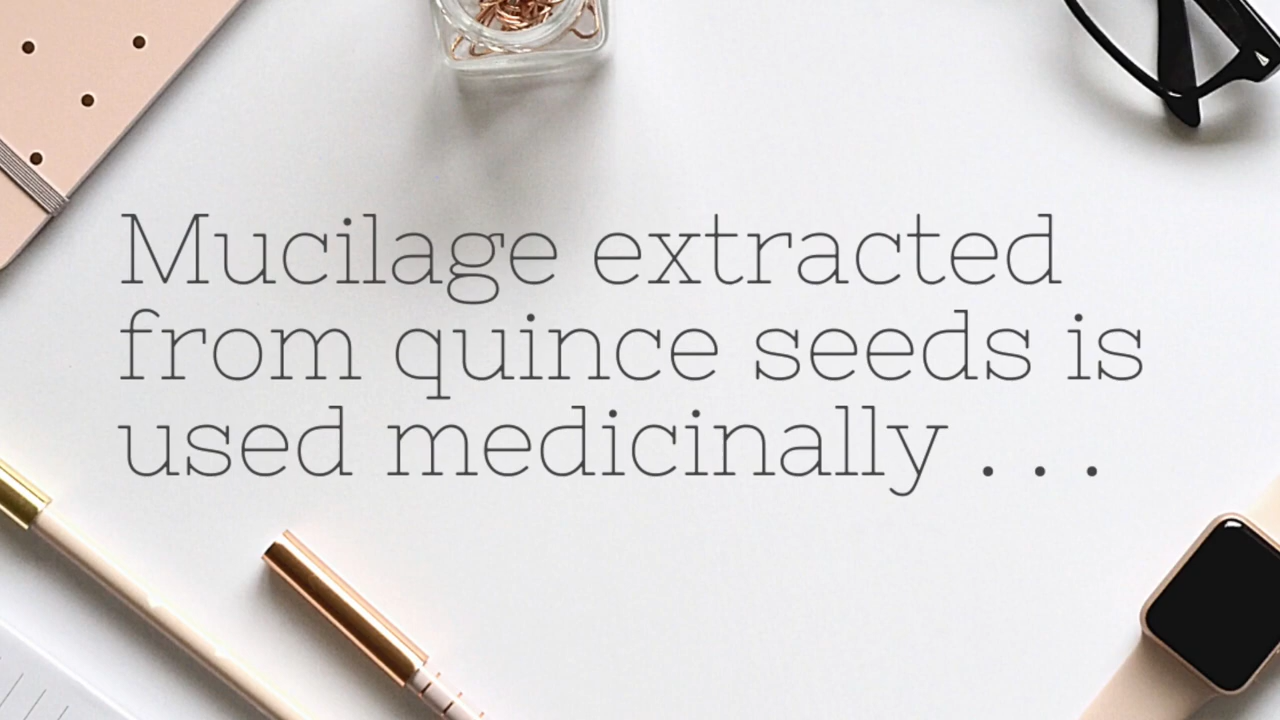 Mucilage extracted
from quince seeds is
used medicinally . . .